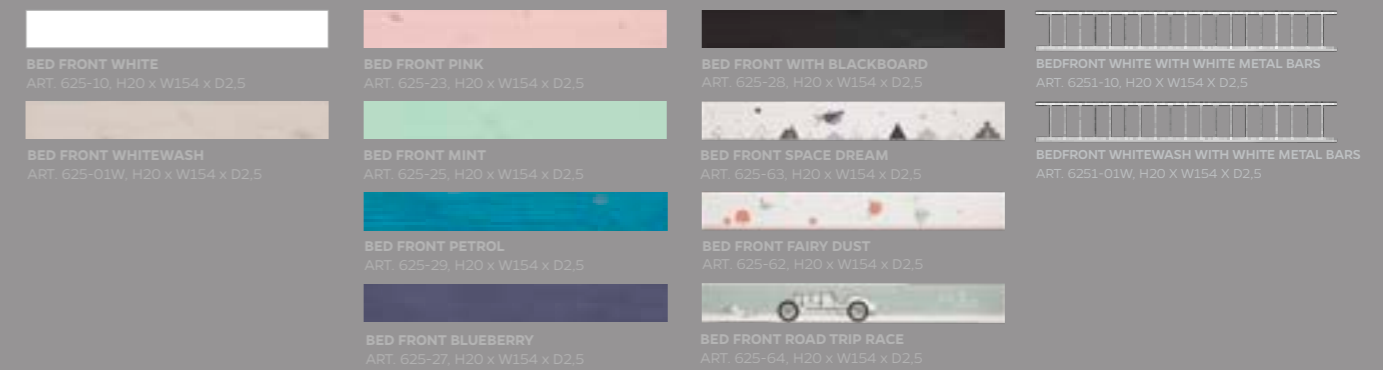 BED FRONT WHITE
ART. 625-10, H20 x W154 x D2,5
BED FRONT WHITEWASH
ART. 625-01W, H20 x W154 x D2,5
BED FRONT PINK
ART. 625-23, H20 x W154 x D2,5
BED FRONT MINT
ART. 625-25, H20 x W154 x D2,5
BED FRONT PETROL
ART. 625-29, H20 x W154 x D2,5
BED FRONT BLUEBERRY
ART. 625-27, H20 x W154 x D2,5
BED FRONT WITH BLACKBOARD
ART. 625-28, H20 x W154 x D2,5
BED FRONT SPACE DREAM
ART. 625-63, H20 x W154 x D2,5
BED FRONT FAIRY DUST
ART. 625-62, H20 x W154 x D2,5
BED FRONT ROAD TRIP RACE
ART. 625-64, H20 x W154 x D2,5
BEDFRONT WHITE WITH WHITE METAL BARS
ART. 6251-10, H20 X W154 X D2,5
BEDFRONT WHITEWASH WITH WHITE METAL BARS
ART. 6251-01W, H20 X W154 X D2,5